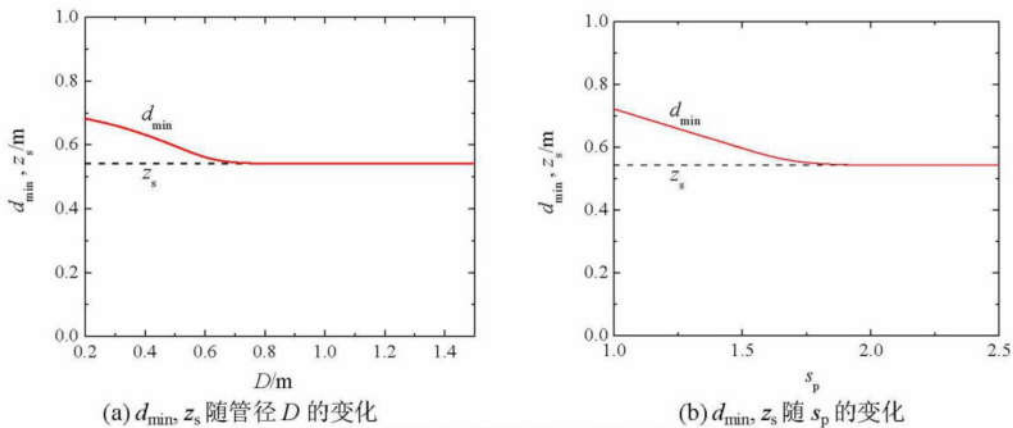 1.0
0.8
0.6
0.4
0.2
0.0
d_min, z_s/m
d_min
z_s
0.2 0.4 0.6 0.8 1.0 1.2 1.4
D/m
(a) d_min, z_s 随管径 D 的变化
1.0
0.8
0.6
0.4
0.2
0.0
d_min, z_s/m
d_min
z_s
1.0 1.5 2.0 2.5
s_p
(b) d_min, z_s 随 s_p 的变化